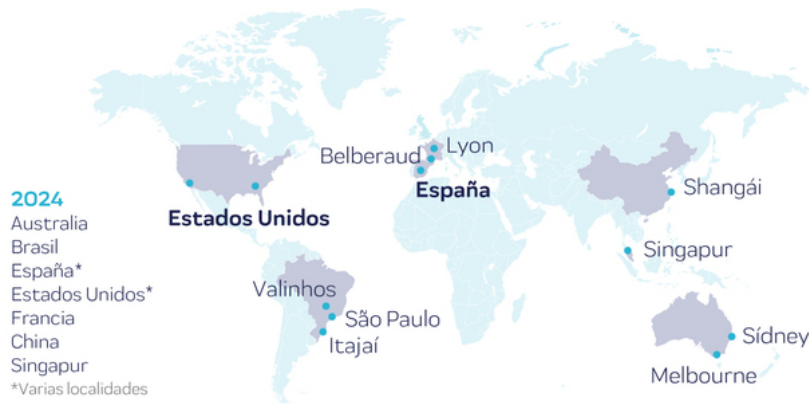 Lyon
Belberaud
España
Shangái
Estados Unidos
Singapur
Valinhos
São Paulo
Itajaí
Sídney
Melbourne
2024
Australia
Brasil
España*
Estados Unidos*
Francia
China
Singapur
*Varias localidades